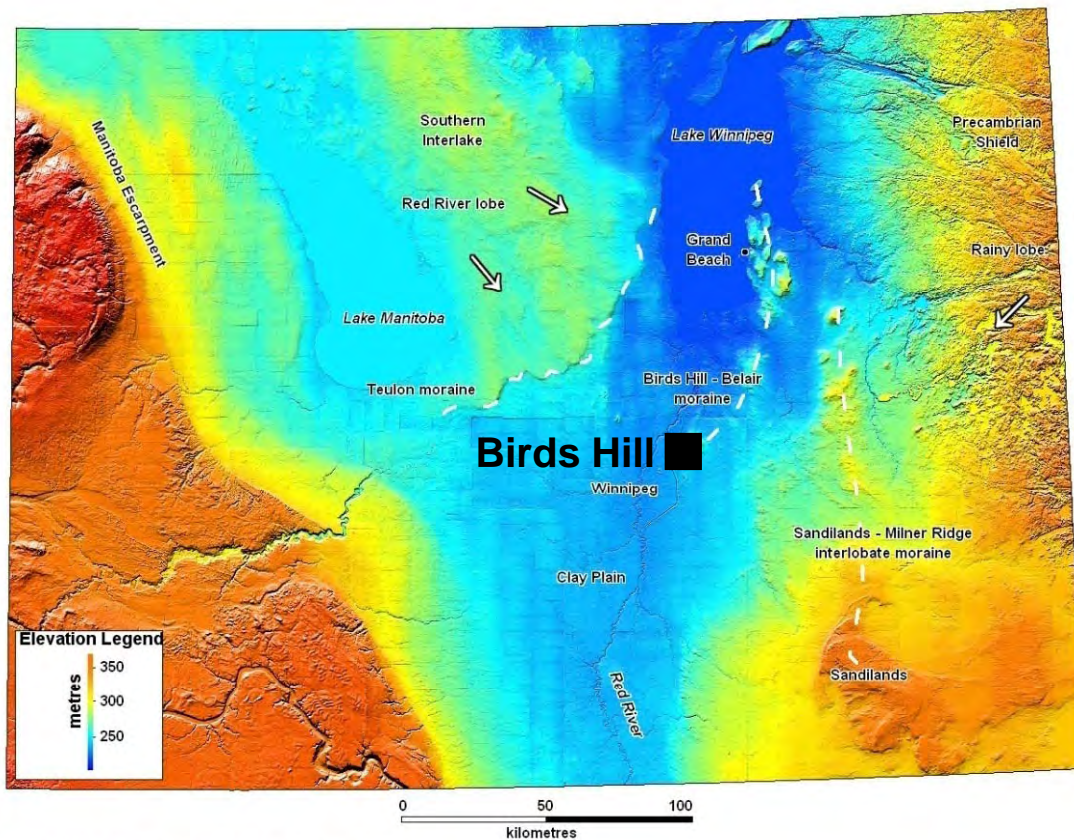 Manitoba Escarpment
Southern
Interlake
Lake Winnipeg
Precambrian
Shield
Red River lobe
Grand
Beach
Rainy lobe
Lake Manitoba
Teulon moraine
Birds Hill - Belair
moraine
Birds Hill
Winnipeg
Sandilands - Milner Ridge
interlobate moraine
Clay Plain
Sandilands
Red River
Elevation Legend
metres
350
300
250
0 50 100
kilometres